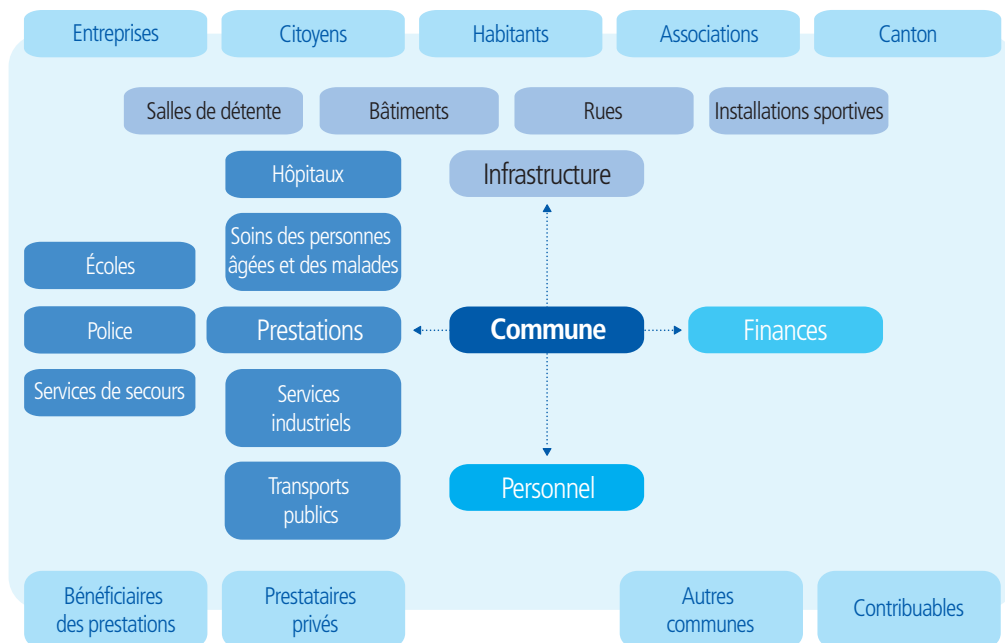 Entreprises
Citoyens
Habitants
Associations
Canton
Salles de détente
Bâtiments
Rues
Installations sportives
Hôpitaux
Infrastructure
Soins des personnes
âgées et des malades
Écoles
Police
Prestations
Commune
Finances
Services de secours
Services
industriels
Transports
publics
Personnel
Bénéficiaires
des prestations
Prestataires
privés
Autres
communes
Contribuables